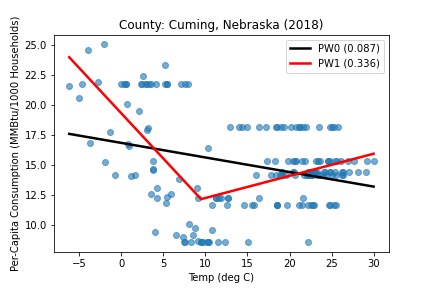 County: Cuming, Nebraska (2018)
PW0 (0.087)
PW1 (0.336)
Per-Capita Consumption (MMBtu/1000 Households)
25.0
22.5
20.0
17.5
15.0
12.5
10.0
−5 0 5 10 15 20 25 30
Temp (deg C)